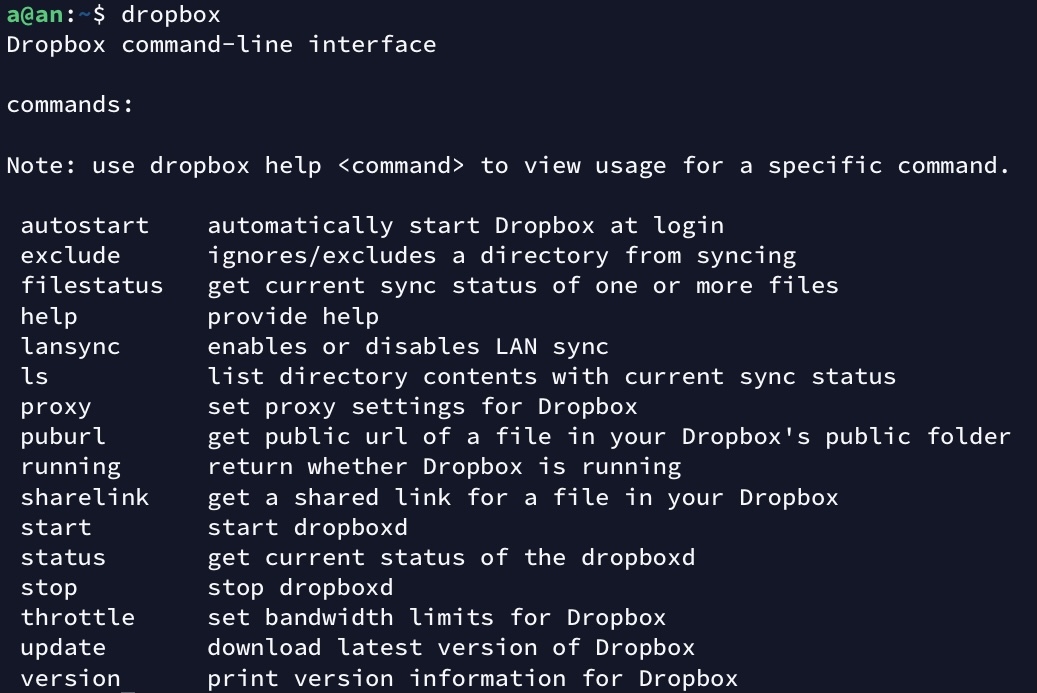 a@an:~$ dropbox
Dropbox command-line interface
commands:
Note: use dropbox help <command> to view usage for a specific command.
autostart    automatically start Dropbox at login
exclude      ignores/excludes a directory from syncing
filestatus   get current sync status of one or more files
help         provide help
lansync      enables or disables LAN sync
ls           list directory contents with current sync status
proxy        set proxy settings for Dropbox
puburl       get public url of a file in your Dropbox's public folder
running      return whether Dropbox is running
sharelink    get a shared link for a file in your Dropbox
start        start dropboxd
status       get current status of the dropboxd
stop         stop dropboxd
throttle     set bandwidth limits for Dropbox
update       download latest version of Dropbox
version      print version information for Dropbox